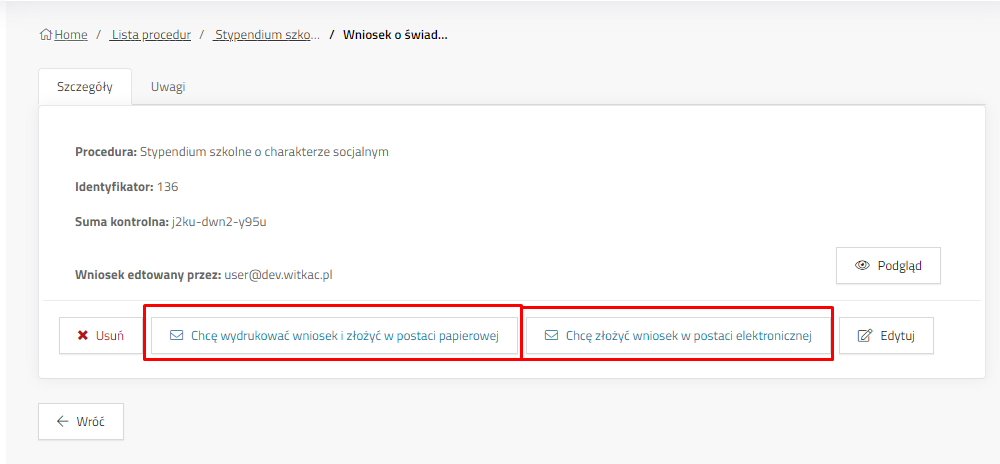 Home / Lista procedur / Stypendium szko... / Wniosek o świad...
Szczegóły Uwagi
Procedura: Stypendium szkolne o charakterze socjalnym
Identyfikator: 136
Suma kontrolna: j2ku-dwn2-y95u
Wniosek edtowany przez: user@dev.witkac.pl
Podgląd
Usuń Chcę wydrukować wniosek i złożyć w postaci papierowej Chcę złożyć wniosek w postaci elektronicznej Edytuj
Wróć